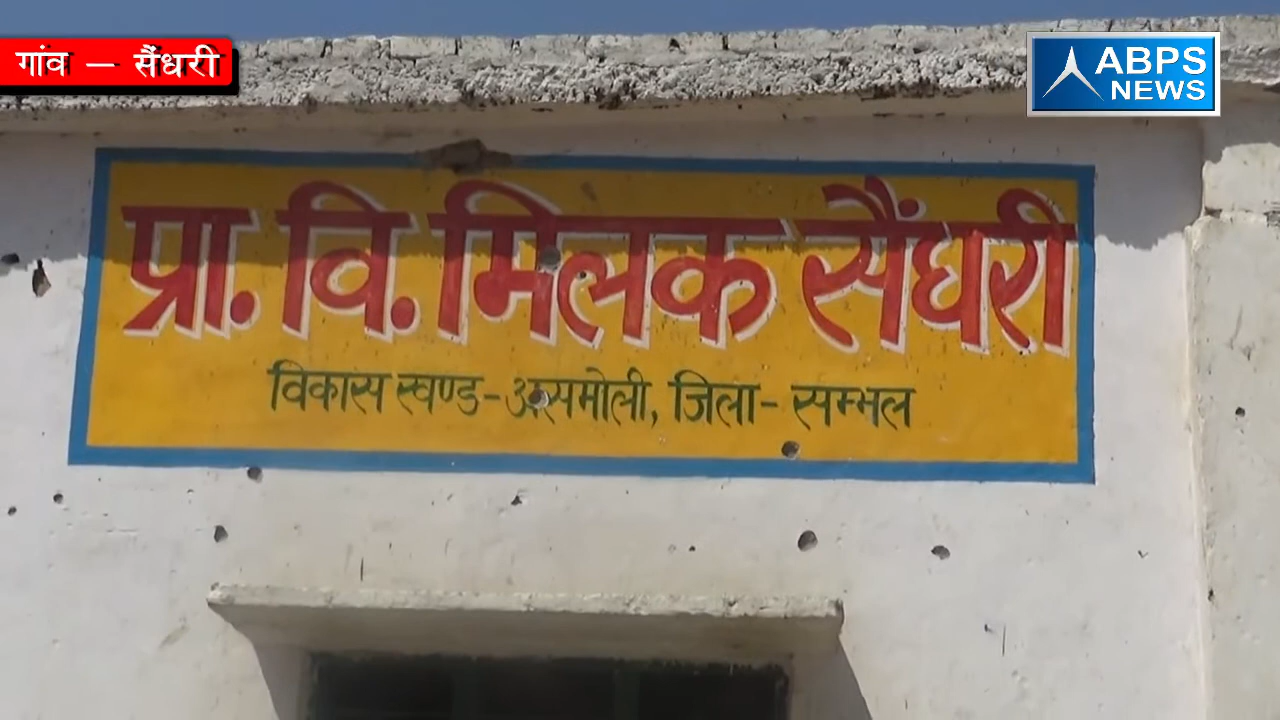 गांव – सैंधरी
ABPS
NEWS
प्रा. वि. मिलक सैंधरी
विकास खण्ड-असमोली, जिला- सम्भल